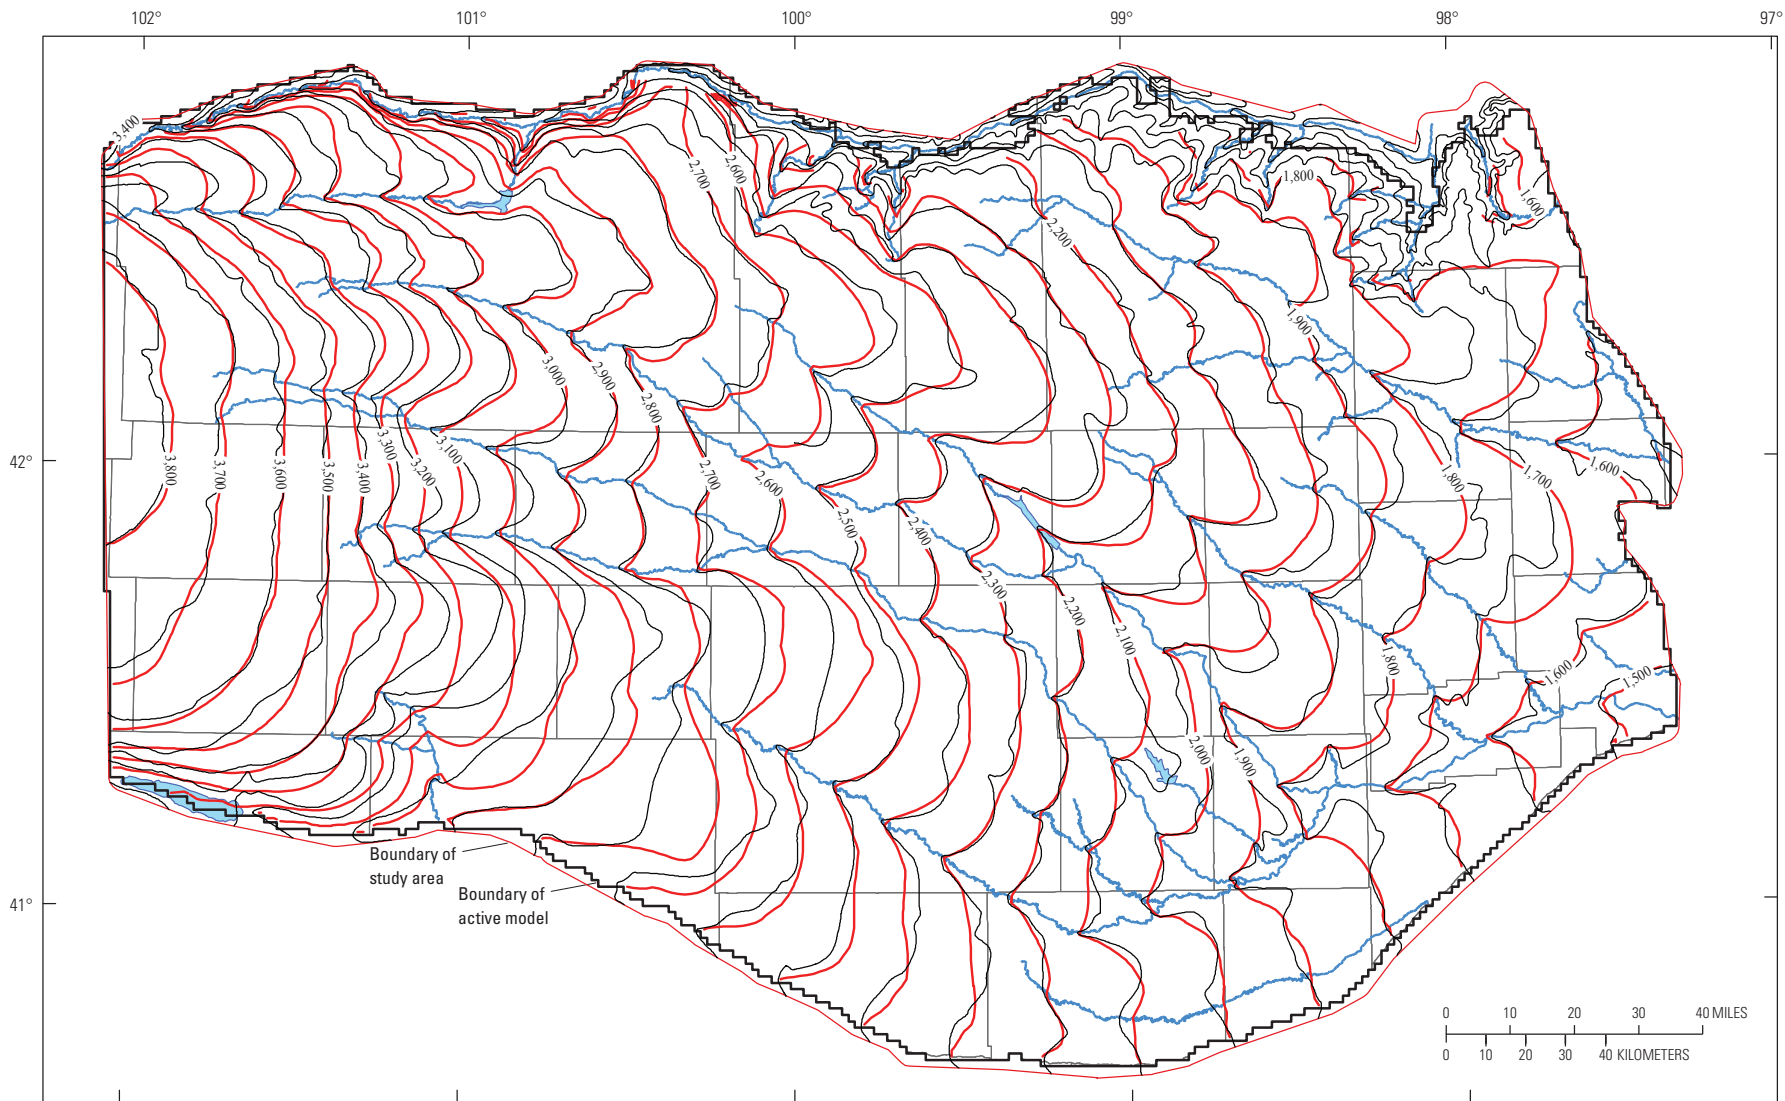 102° 101° 100° 99° 98° 97°
3,400
2,700 2,600
1,800
1,600
2,200
1,900
3,000 2,900 2,800
3,300 3,200 3,100
42°
3,800 3,700 3,600 3,500 3,400
2,700 2,600 2,500 2,400
1,800 1,700 1,600
2,300 2,200 2,100
1,800 1,600 1,500
2,000 1,900
Boundary of
study area
Boundary of
active model
41°
0 10 20 30 40 MILES
0 10 20 30 40 KILOMETERS